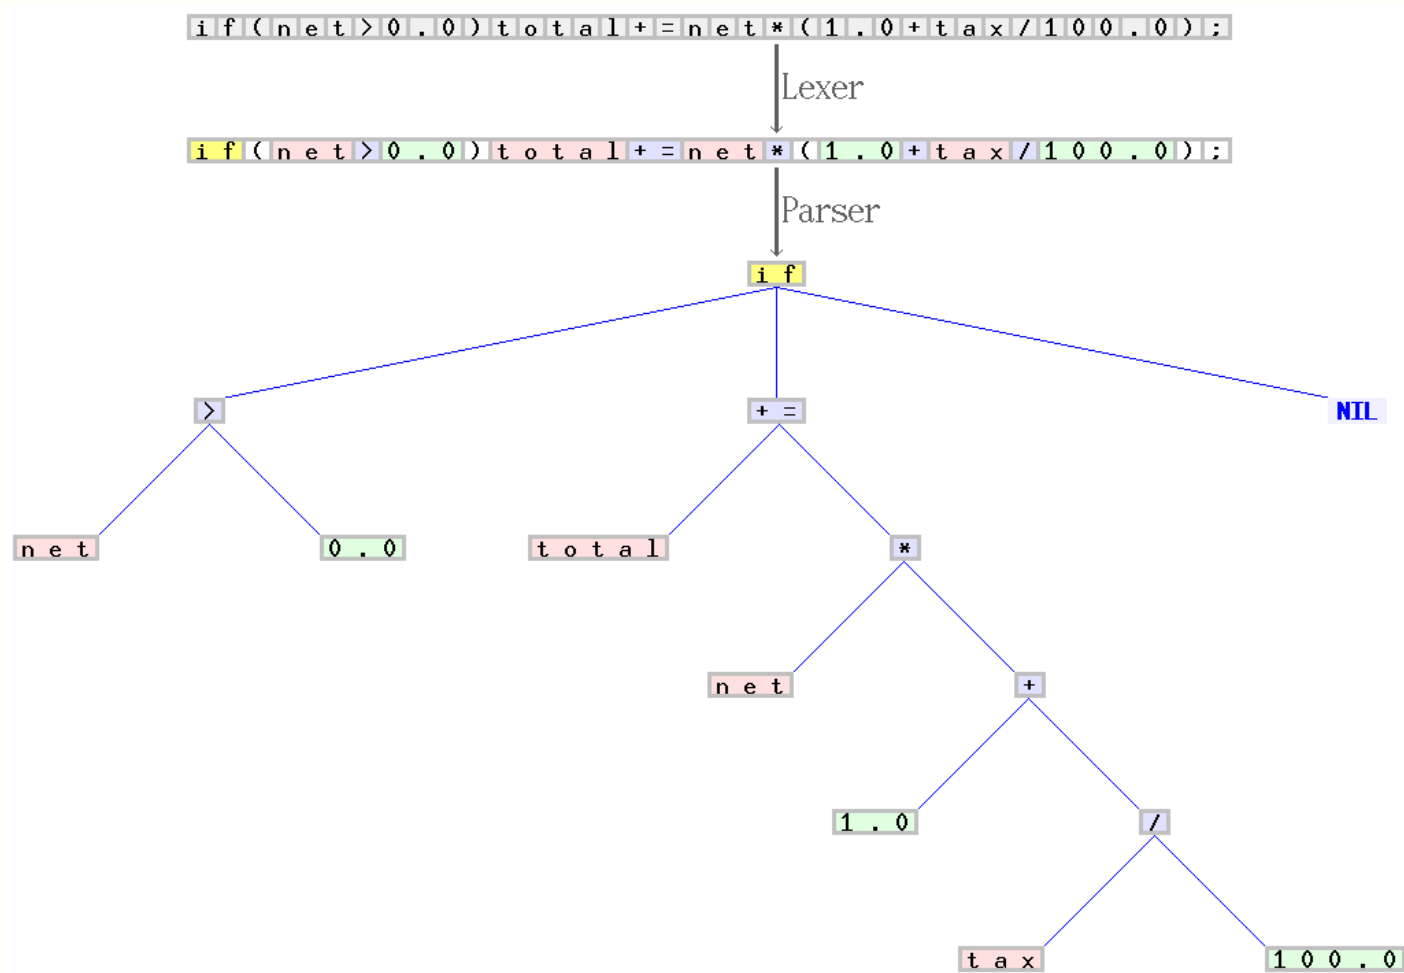 if(net>0.0)total+=net*(1.0+tax/100.0);
Lexer
if(net>0.0)total+=net*(1.0+tax/100.0);
Parser
if
> += NIL
net 0.0 total *
net +
1.0 /
tax 100.0